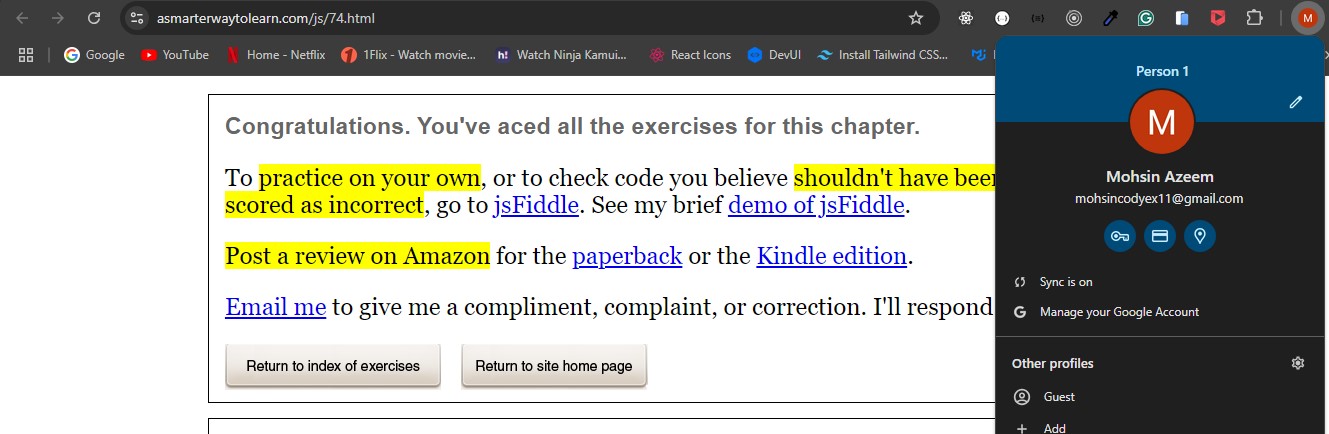 asmarterwaytolearn.com/js/74.html
M
Google YouTube Home - Netflix 1Flix - Watch movie... h! Watch Ninja Kamui... React Icons DevUI Install Tailwind CSS...
Person 1
M
Mohsin Azeem
mohsincodyex11@gmail.com
Sync is on
Manage your Google Account
Other profiles
Guest
Add
Congratulations. You've aced all the exercises for this chapter.
To practice on your own, or to check code you believe shouldn't have been
scored as incorrect, go to jsFiddle. See my brief demo of jsFiddle.
Post a review on Amazon for the paperback or the Kindle edition.
Email me to give me a compliment, complaint, or correction. I'll respond
Return to index of exercises Return to site home page